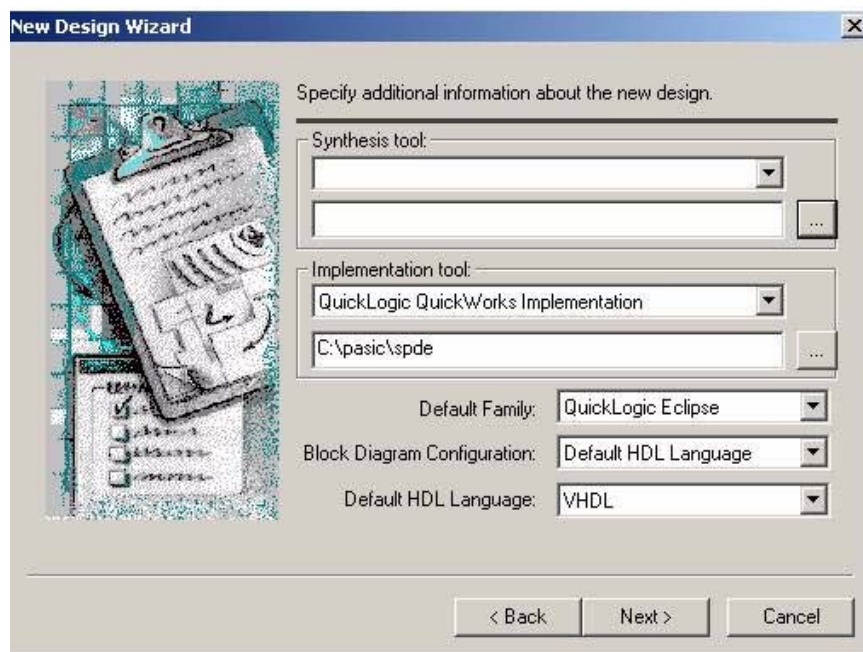 New Design Wizard
Specify additional information about the new design.
Synthesis tool:
...
Implementation tool:
QuickLogic QuickWorks Implementation
C:\pasic\spde
...
Default Family: QuickLogic Eclipse
Block Diagram Configuration: Default HDL Language
Default HDL Language: VHDL
< Back Next > Cancel